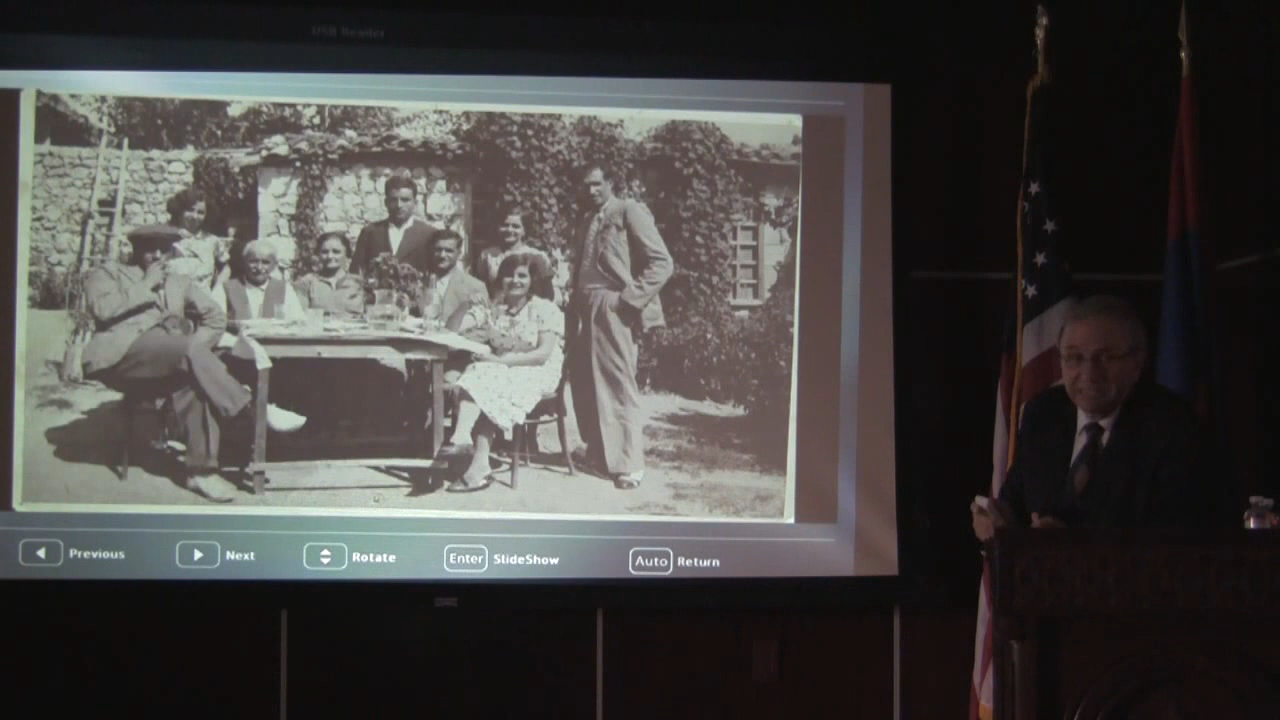 USB Reader
Previous
Next
Rotate
Enter SlideShow
Auto Return